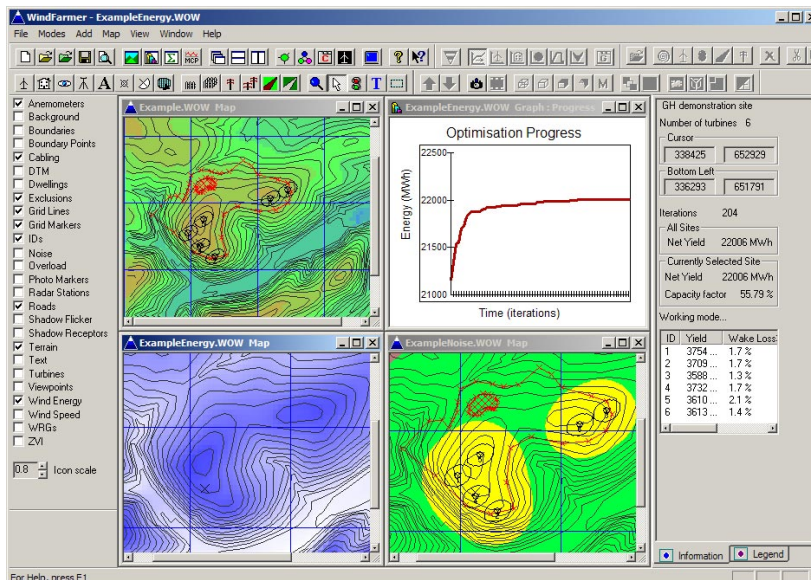 WindFarmer - ExampleEnergy.WOW
File Modes Add Map View Window Help
MCP
A
T
M
Anemometers
Background
Boundaries
Boundary Points
Cabling
DTM
Dwellings
Exclusions
Grid Lines
Grid Markers
IDs
Noise
Overload
Photo Markers
Radar Stations
Roads
Shadow Flicker
Shadow Receptors
Terrain
Text
Turbines
Viewpoints
Wind Energy
Wind Speed
WRGs
ZVI
0.8 Icon scale
Example.WOW Map
ExampleEnergy.WOW Graph : Progress
Optimisation Progress
Energy (MWh)
22500
22000
21500
21000
Time (iterations)
ExampleEnergy.WOW Map
ExampleNoise.WOW Map
GH demonstration site
Number of turbines 6
Cursor
338425 652929
Bottom Left
336293 651791
Iterations 204
All Sites
Net Yield 22006 MWh
Currently Selected Site
Net Yield 22006 MWh
Capacity factor 55.79 %
Working mode...
ID Yield Wake Loss
1 3754 ... 1.7 %
2 3709 ... 1.7 %
3 3588 ... 1.3 %
4 3732 ... 1.7 %
5 3610 ... 2.1 %
6 3613 ... 1.4 %
Information Legend
For Help, press F1